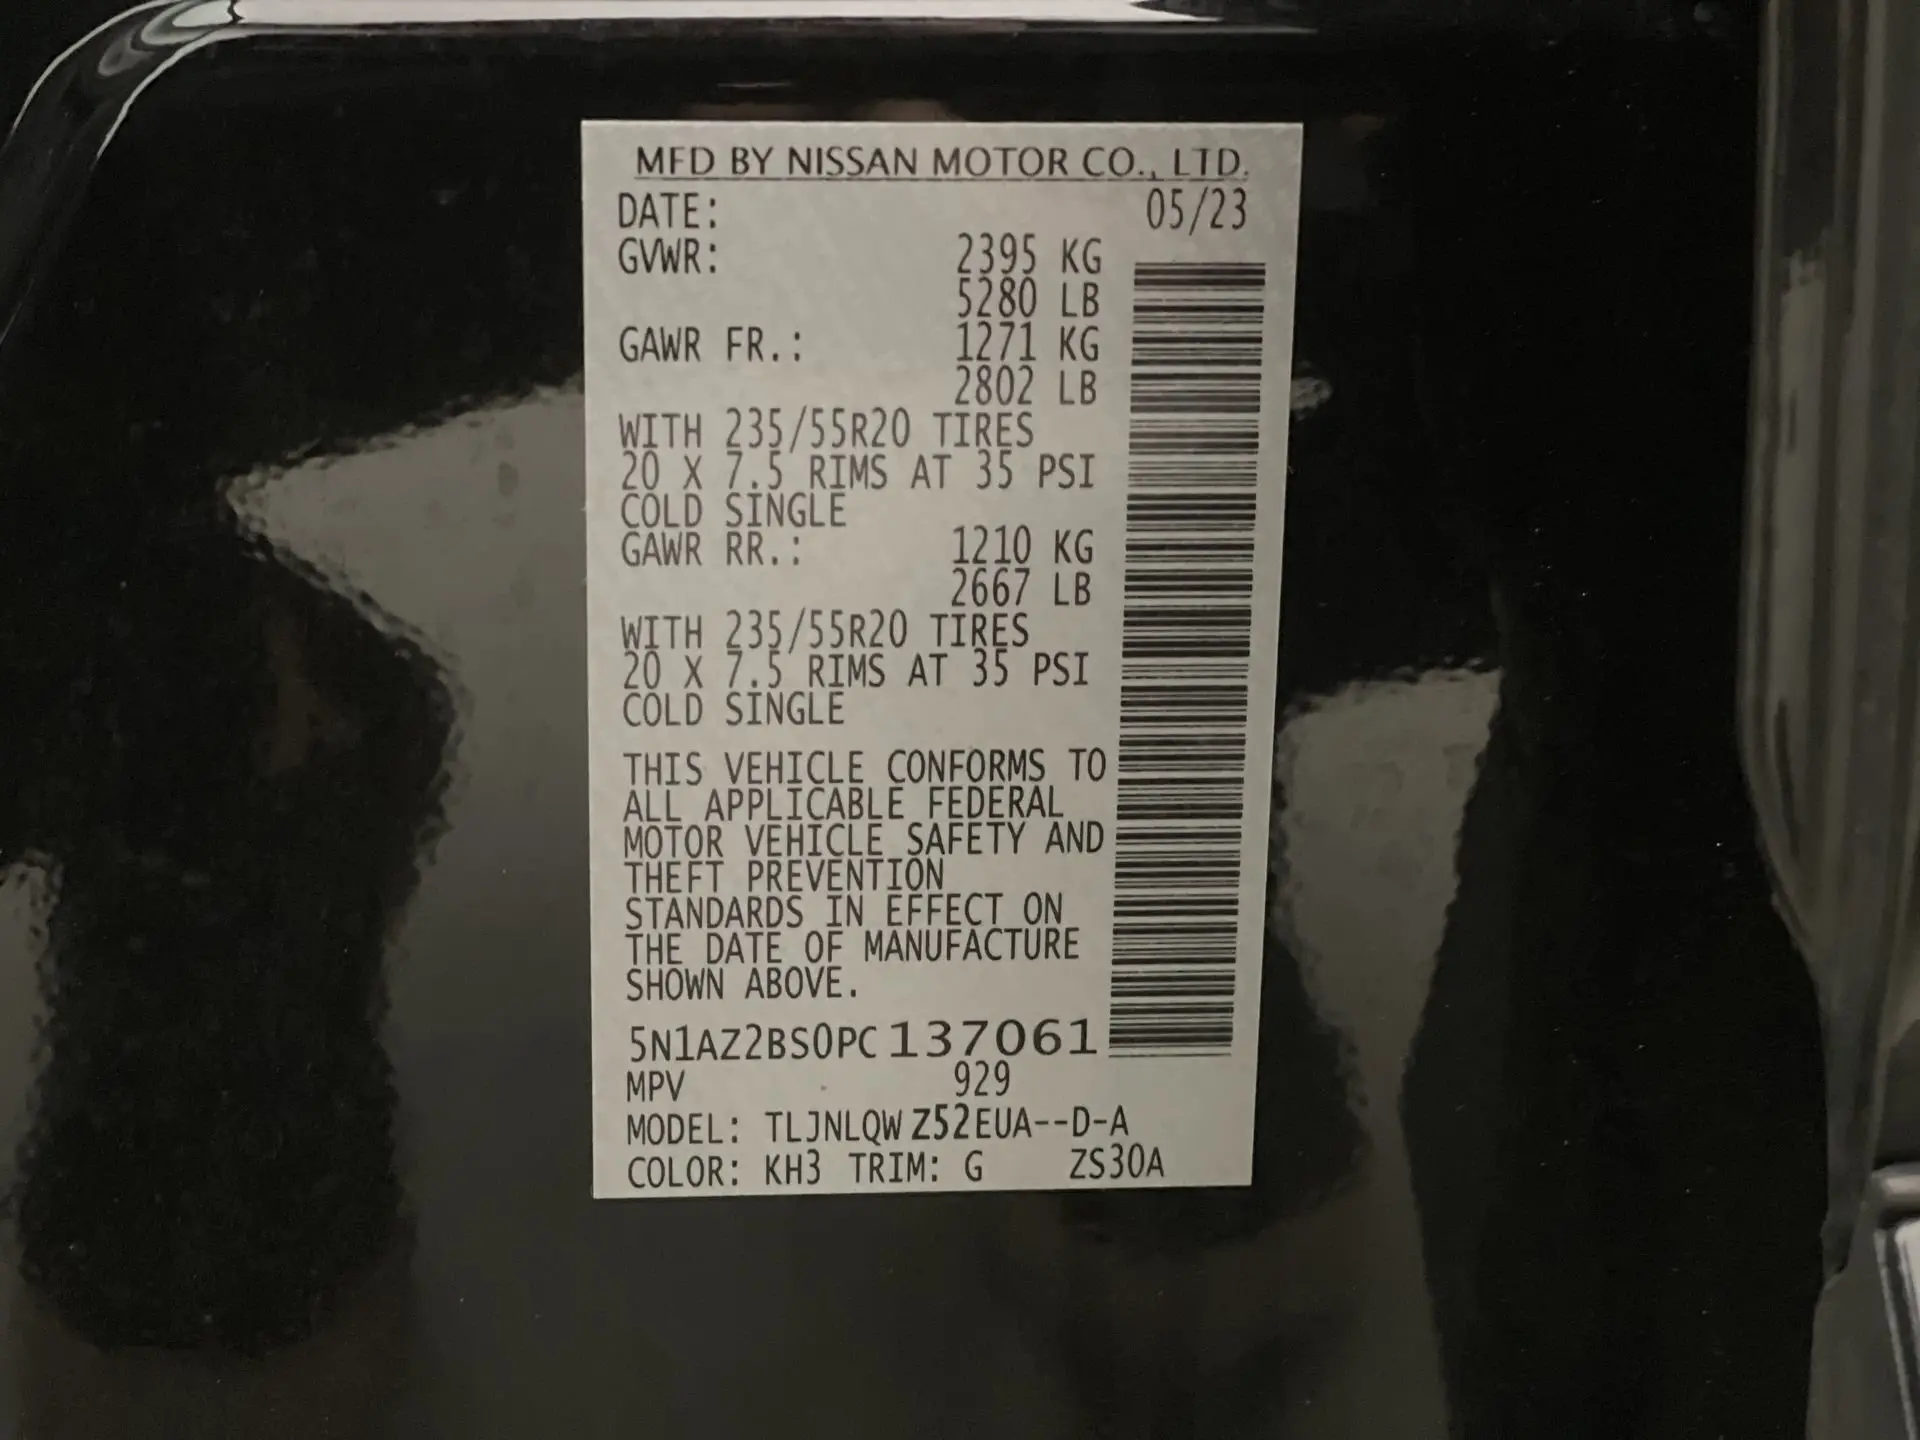 MFD BY NISSAN MOTOR CO., LTD.
DATE: 05/23
GVWR: 2395 KG
5280 LB
GAWR FR.: 1271 KG
2802 LB
WITH 235/55R20 TIRES
20 X 7.5 RIMS AT 35 PSI
COLD SINGLE
GAWR RR.: 1210 KG
2667 LB
WITH 235/55R20 TIRES
20 X 7.5 RIMS AT 35 PSI
COLD SINGLE
THIS VEHICLE CONFORMS TO
ALL APPLICABLE FEDERAL
MOTOR VEHICLE SAFETY AND
THEFT PREVENTION
STANDARDS IN EFFECT ON
THE DATE OF MANUFACTURE
SHOWN ABOVE.
5N1AZ2BS0PC137061
MPV 929
MODEL: TLJNLQWZ52EUA--D-A
COLOR: KH3 TRIM: G ZS30A